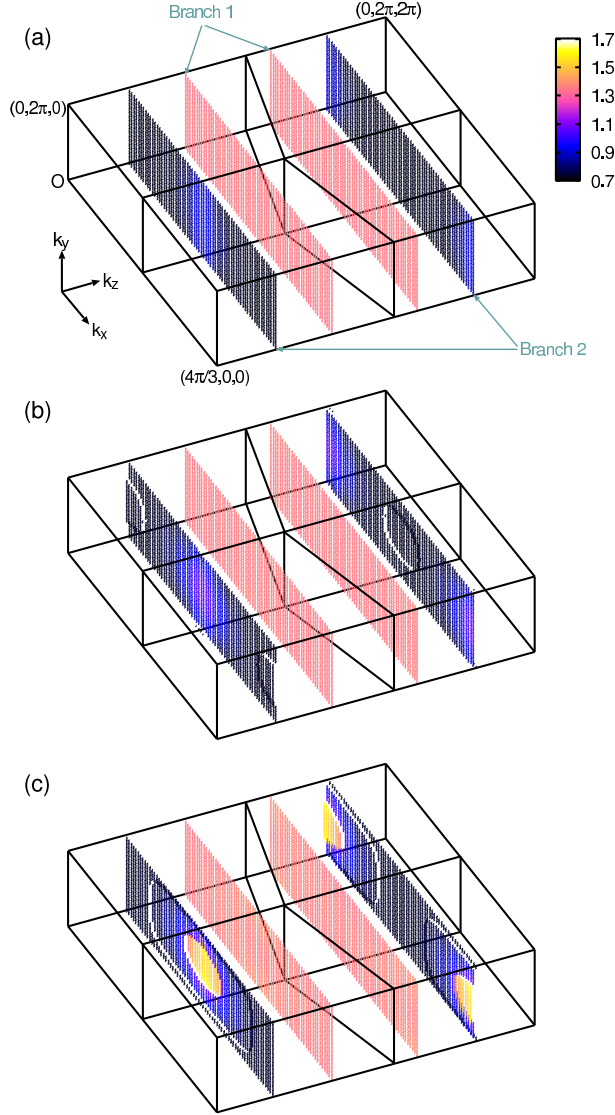 Branch 1
(0,2π,2π)
(a)
1.7
1.5
1.3
1.1
0.9
0.7
(0,2π,0)
O
k_y
k_z
k_x
Branch 2
(4π/3,0,0)
(b)
(c)